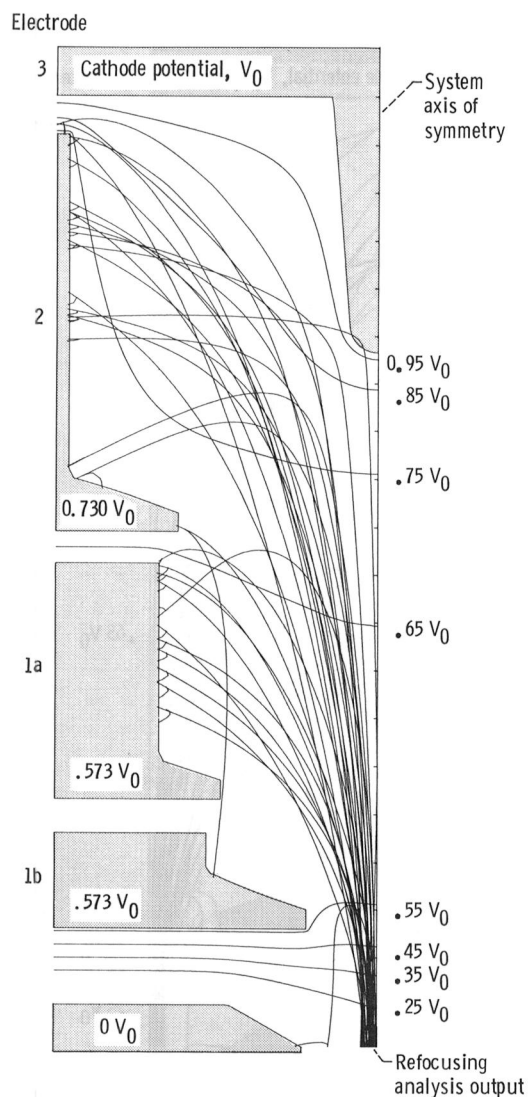 Electrode
3
Cathode potential, V0
System
axis of
symmetry
2
0.95 V0
.85 V0
.75 V0
0.730 V0
.65 V0
1a
.573 V0
1b
.573 V0
.55 V0
.45 V0
.35 V0
.25 V0
0 V0
Refocusing
analysis output